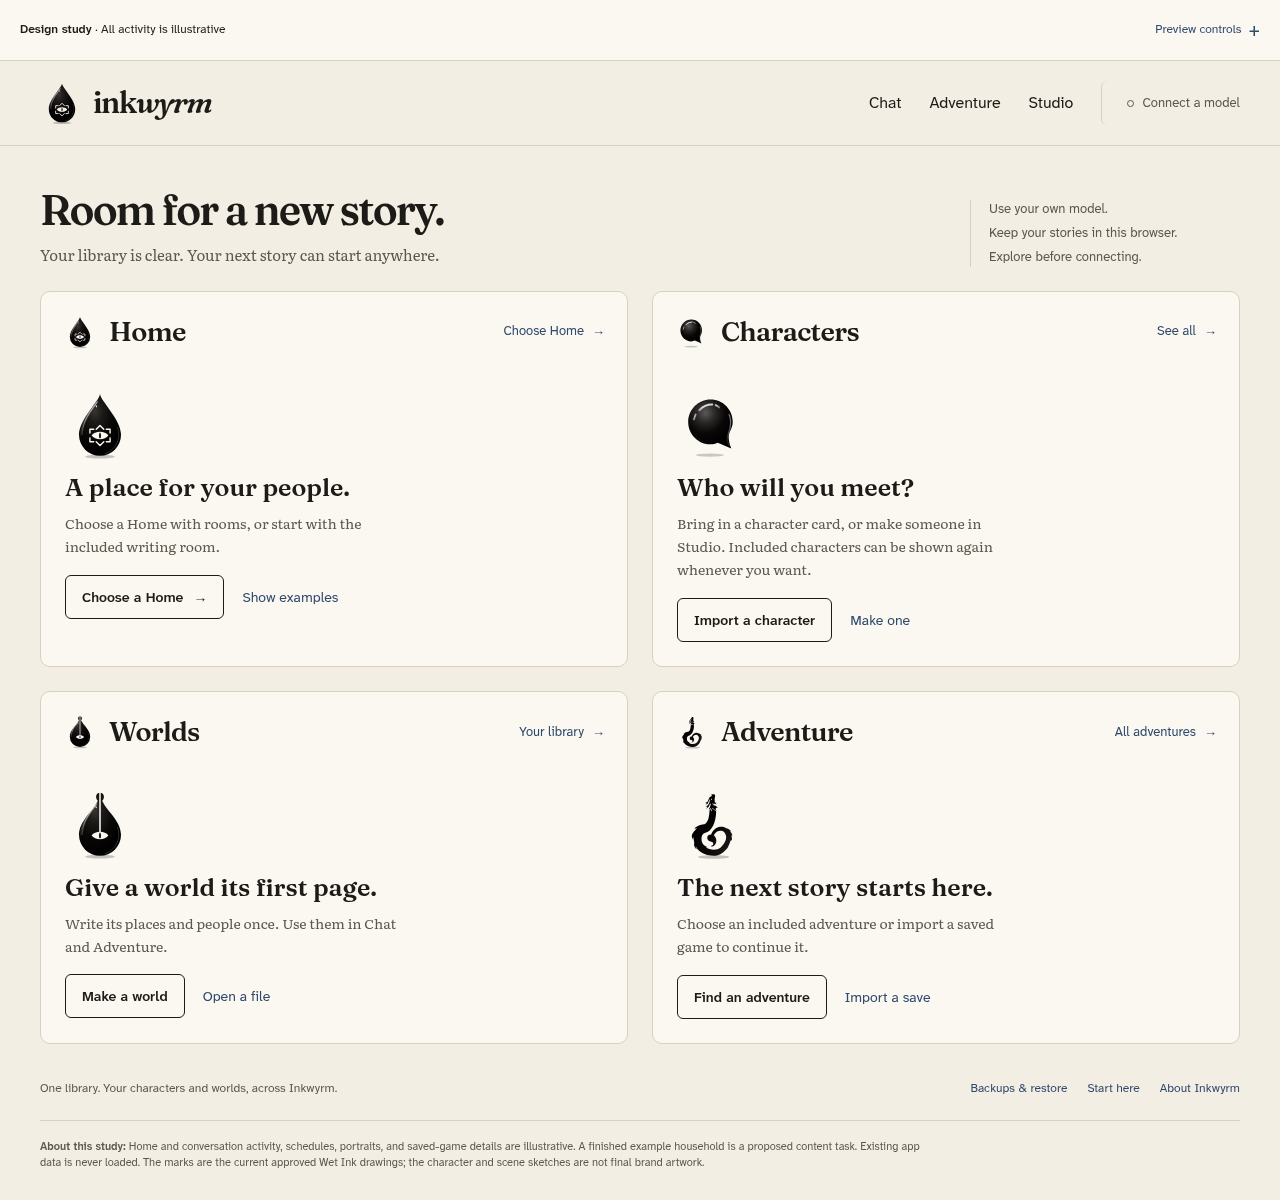 Design study · All activity is illustrative
Preview controls +
inkwyrm
Chat
Adventure
Studio
Connect a model
Room for a new story.
Your library is clear. Your next story can start anywhere.
Use your own model.
Keep your stories in this browser.
Explore before connecting.
Home
Choose Home →
A place for your people.
Choose a Home with rooms, or start with the
included writing room.
Choose a Home →
Show examples
Characters
See all →
Who will you meet?
Bring in a character card, or make someone in
Studio. Included characters can be shown again
whenever you want.
Import a character
Make one
Worlds
Your library →
Give a world its first page.
Write its places and people once. Use them in Chat
and Adventure.
Make a world
Open a file
Adventure
All adventures →
The next story starts here.
Choose an included adventure or import a saved
game to continue it.
Find an adventure
Import a save
One library. Your characters and worlds, across Inkwyrm.
Backups & restore
Start here
About Inkwyrm
About this study: Home and conversation activity, schedules, portraits, and saved-game details are illustrative. A finished example household is a proposed content task. Existing app
data is never loaded. The marks are the current approved Wet Ink drawings; the character and scene sketches are not final brand artwork.